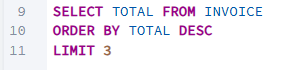 9 SELECT TOTAL FROM INVOICE
10 ORDER BY TOTAL DESC
11 LIMIT 3